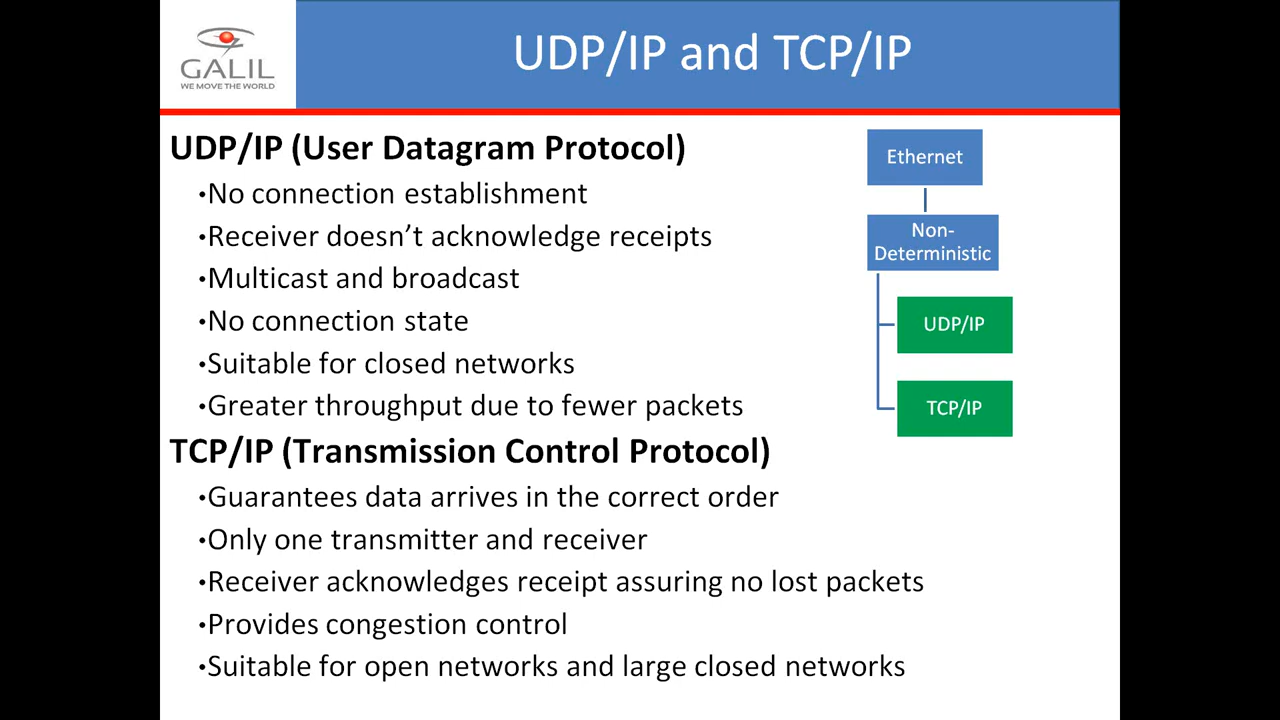 GALIL
WE MOVE THE WORLD
UDP/IP and TCP/IP
UDP/IP (User Datagram Protocol)
•No connection establishment
•Receiver doesn’t acknowledge receipts
•Multicast and broadcast
•No connection state
•Suitable for closed networks
•Greater throughput due to fewer packets
TCP/IP (Transmission Control Protocol)
•Guarantees data arrives in the correct order
•Only one transmitter and receiver
•Receiver acknowledges receipt assuring no lost packets
•Provides congestion control
•Suitable for open networks and large closed networks
Ethernet
Non-
Deterministic
UDP/IP
TCP/IP